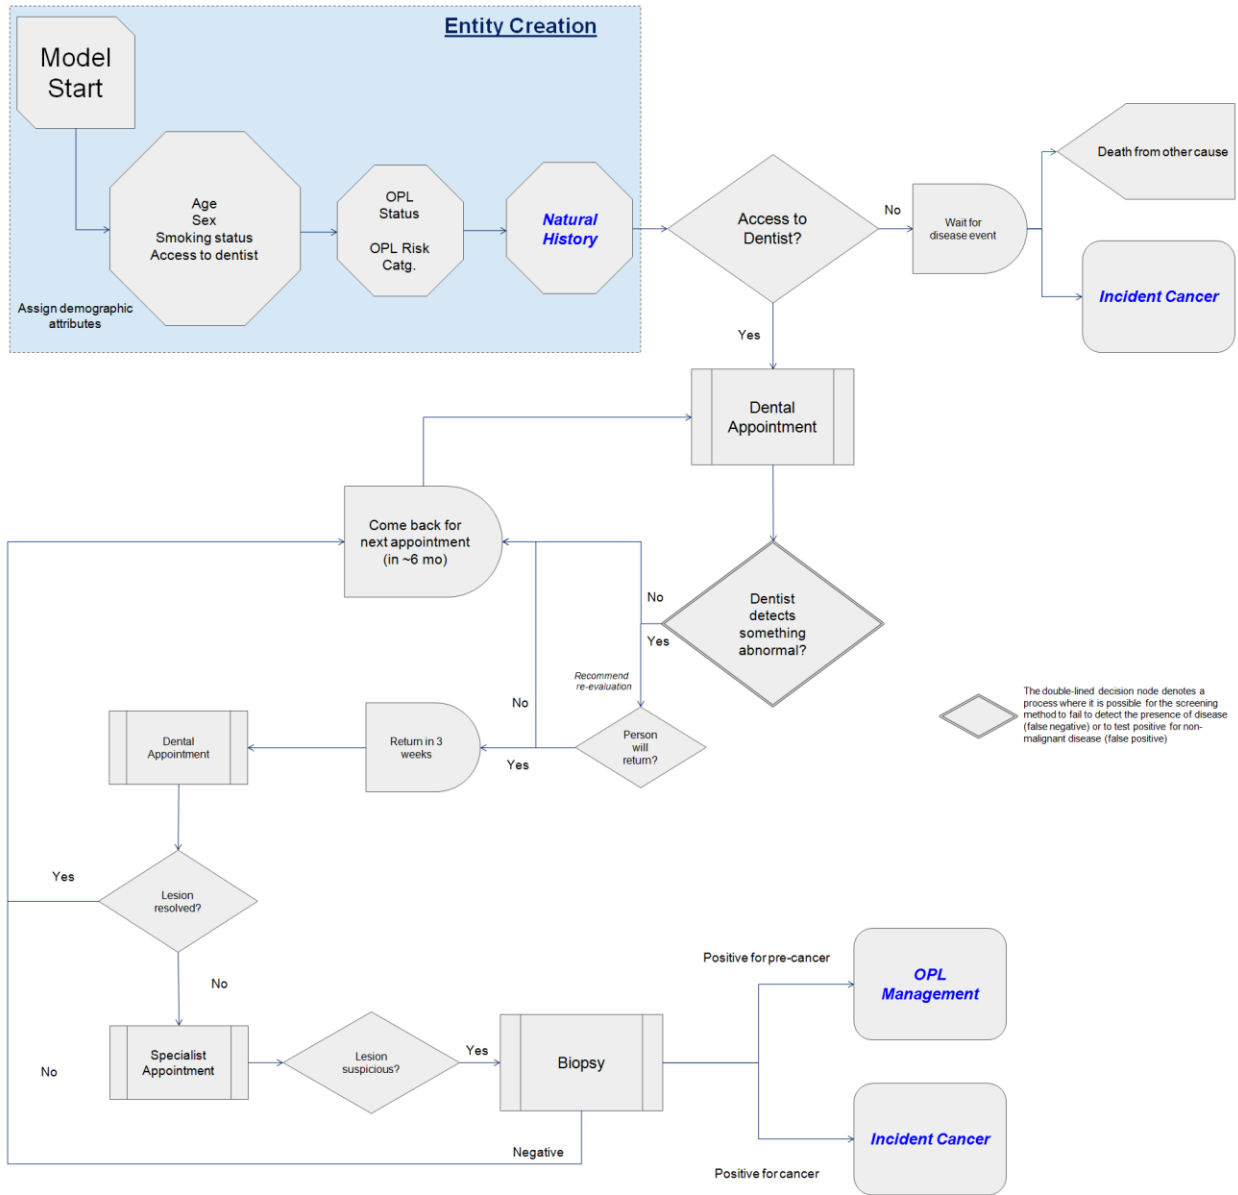 Entity Creation
Model
Start
Age
Sex
Smoking status
Access to dentist
Assign demographic
attributes
OPL
Status
OPL Risk
Catg.
Natural
History
Access to
Dentist?
No
Wait for
disease event
Death from other cause
Incident Cancer
Yes
Dental
Appointment
Come back for
next appointment
(in ~6 mo)
Dentist
detects
something
abnormal?
No
Yes
Recommend
re-evaluation
Person
will
return?
No
Yes
Return in 3
weeks
Dental
Appointment
The double-lined decision node denotes a
process where it is possible for the screening
method to fail to detect the presence of disease
(false negative) or to test positive for non-
malignant disease (false positive)
Lesion
resolved?
Yes
No
Specialist
Appointment
No
Lesion
suspicious?
Yes
Biopsy
Negative
Positive for pre-cancer
OPL
Management
Incident Cancer
Positive for cancer